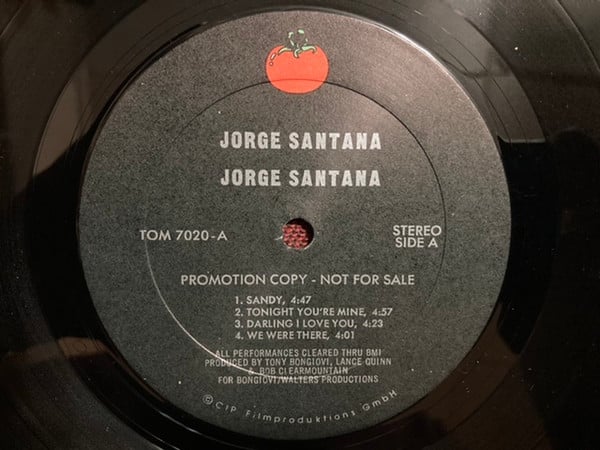 JORGE SANTANA
JORGE SANTANA
TOM 7020-A
STEREO
SIDE A
PROMOTION COPY - NOT FOR SALE
1. SANDY, 4:47
2. TONIGHT YOU'RE MINE, 4:57
3. DARLING I LOVE YOU, 4:23
4. WE WERE THERE, 4:01
ALL PERFORMANCES CLEARED THRU BMI
PRODUCED BY TONY BONGIOVI, LANCE QUINN
& BOB CLEARMOUNTAIN
FOR BONGIOVI/WALTERS PRODUCTIONS
© CIP Filmproduktions GmbH